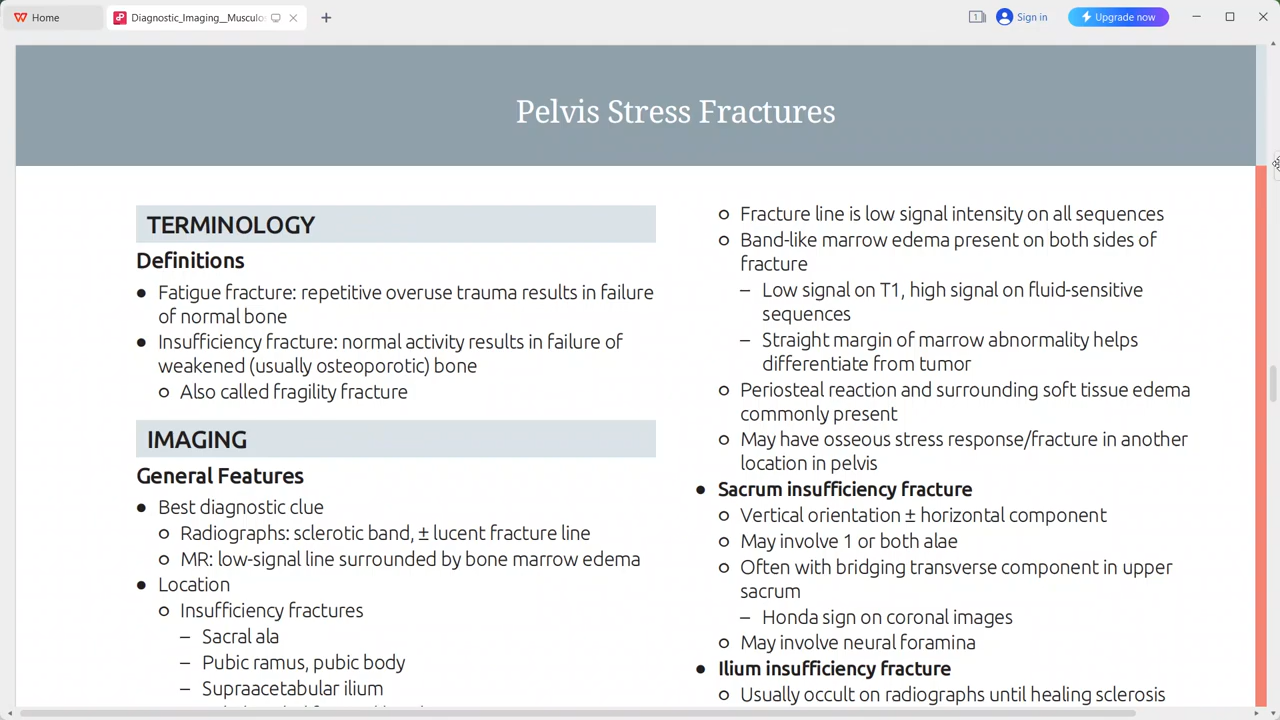 Home
Diagnostic_Imaging__Musculos
1
Sign in
Upgrade now
Pelvis Stress Fractures
TERMINOLOGY
Definitions
● Fatigue fracture: repetitive overuse trauma results in failure
of normal bone
● Insufficiency fracture: normal activity results in failure of
weakened (usually osteoporotic) bone
○ Also called fragility fracture
IMAGING
General Features
● Best diagnostic clue
○ Radiographs: sclerotic band, ± lucent fracture line
○ MR: low-signal line surrounded by bone marrow edema
● Location
○ Insufficiency fractures
– Sacral ala
– Pubic ramus, pubic body
– Supraacetabular ilium
○ Fracture line is low signal intensity on all sequences
○ Band-like marrow edema present on both sides of
fracture
– Low signal on T1, high signal on fluid-sensitive
sequences
– Straight margin of marrow abnormality helps
differentiate from tumor
○ Periosteal reaction and surrounding soft tissue edema
commonly present
○ May have osseous stress response/fracture in another
location in pelvis
● Sacrum insufficiency fracture
○ Vertical orientation ± horizontal component
○ May involve 1 or both alae
○ Often with bridging transverse component in upper
sacrum
– Honda sign on coronal images
○ May involve neural foramina
● Ilium insufficiency fracture
○ Usually occult on radiographs until healing sclerosis